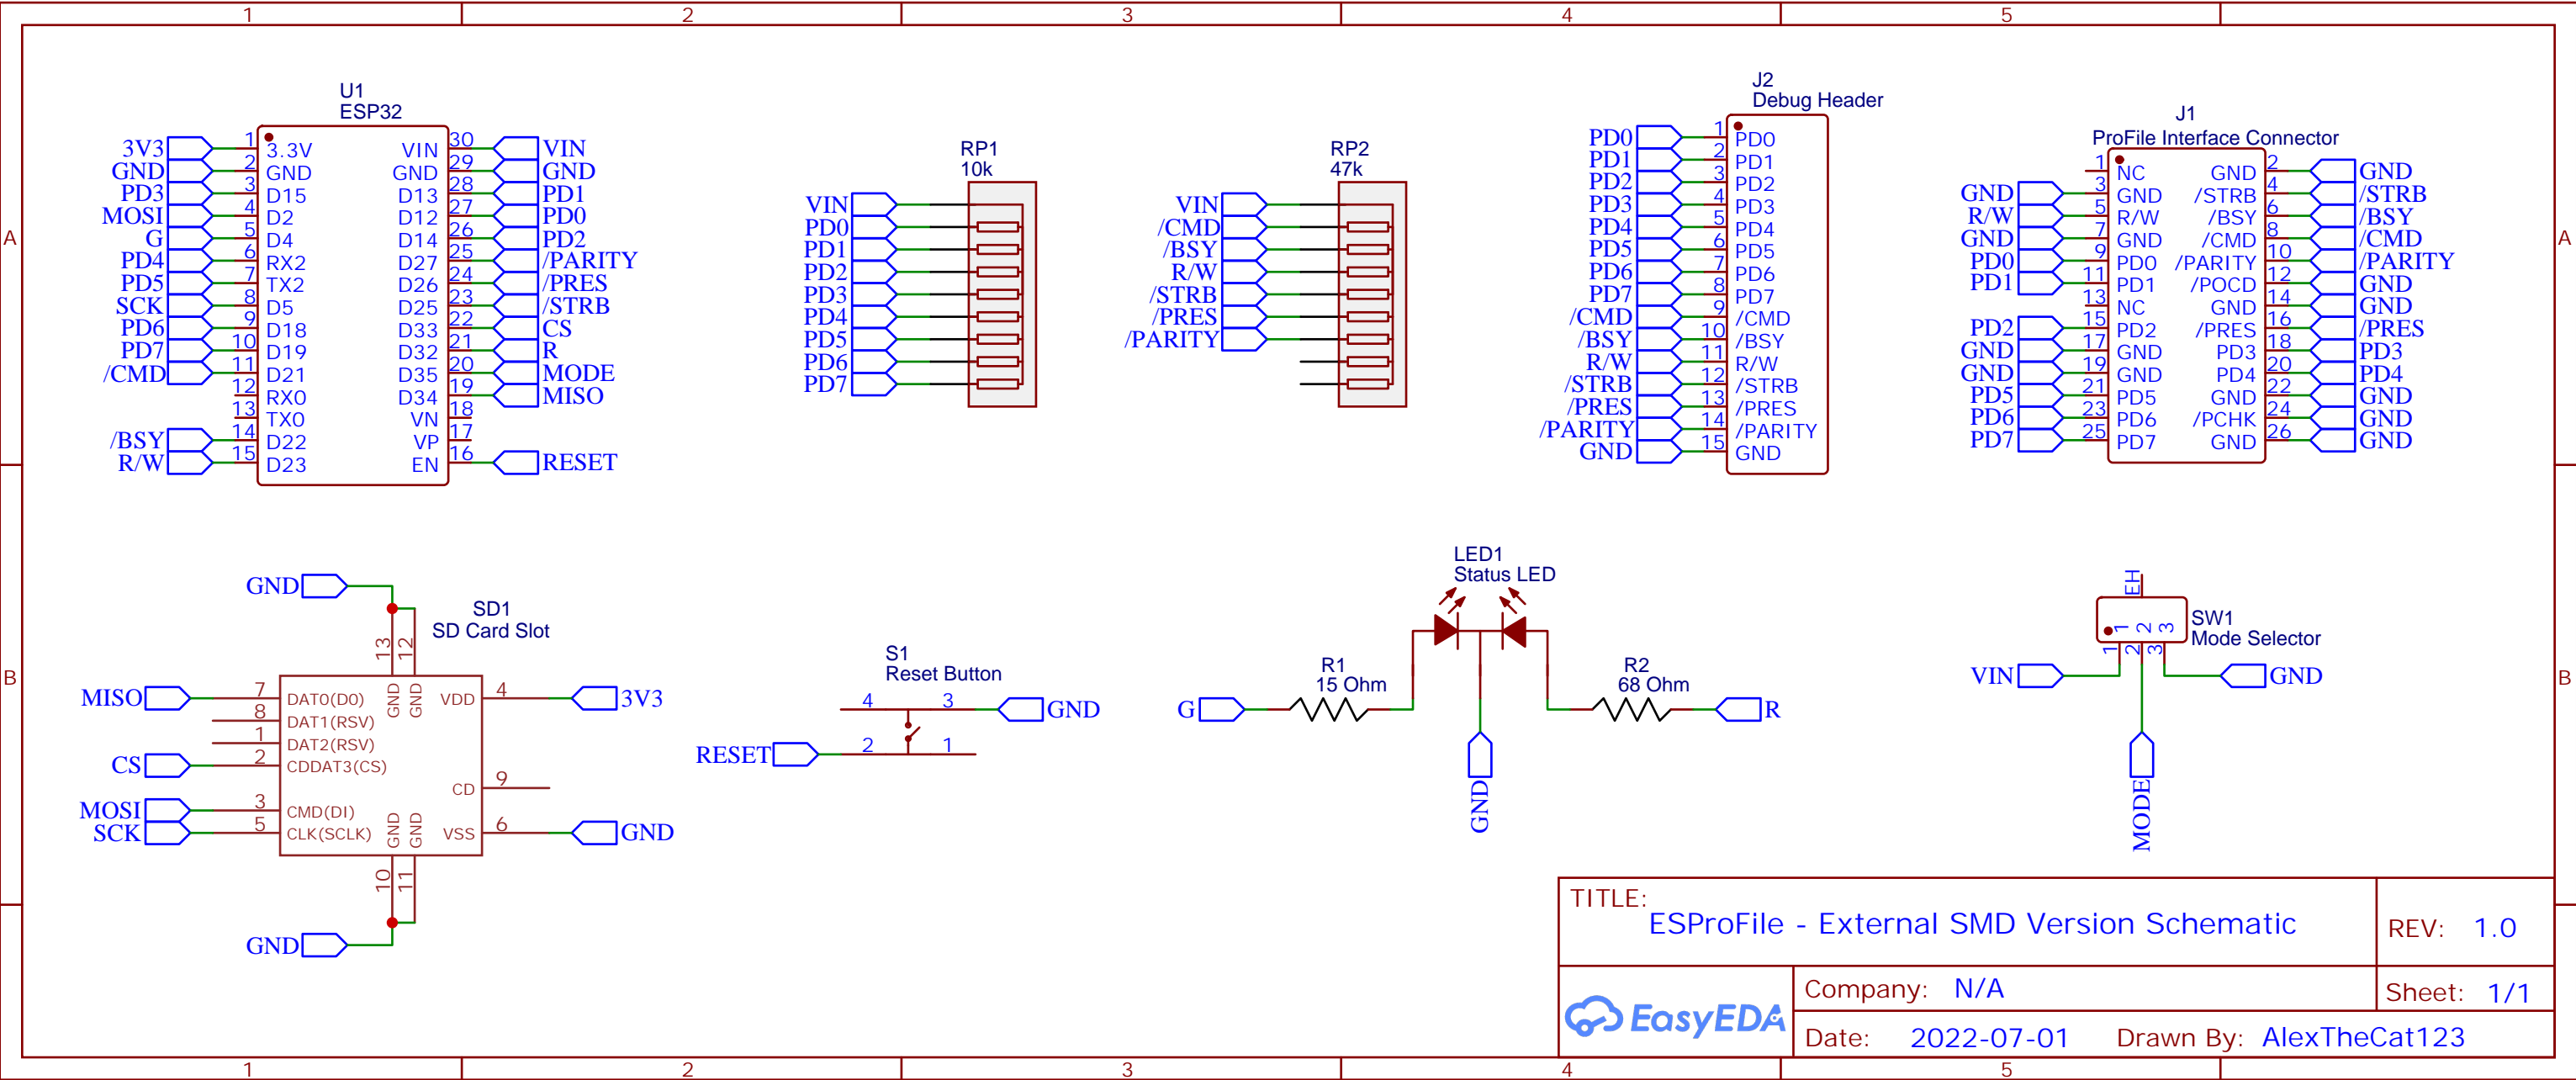 1 2 3 4 5
A
B
U1
ESP32
3V3 1 3.3V VIN 30 VIN
GND 2 GND GND 29 GND
PD3 3 D15 D13 28 PD1
MOSI 4 D2 D12 27 PD0
G 5 D4 D14 26 PD2
PD4 6 RX2 D27 25 /PARITY
PD5 7 TX2 D26 24 /PRES
SCK 8 D5 D25 23 /STRB
PD6 9 D18 D33 22 CS
PD7 10 D19 D32 21 R
/CMD 11 D21 D35 20 MODE
12 RX0 D34 19 MISO
13 TX0 VN 18
/BSY 14 D22 VP 17
R/W 15 D23 EN 16 RESET
RP1
10k
VIN
PD0
PD1
PD2
PD3
PD4
PD5
PD6
PD7
RP2
47k
VIN
/CMD
/BSY
R/W
/STRB
/PRES
/PARITY
J2
Debug Header
PD0 1 PD0
PD1 2 PD1
PD2 3 PD2
PD3 4 PD3
PD4 5 PD4
PD5 6 PD5
PD6 7 PD6
PD7 8 PD7
/CMD 9 /CMD
/BSY 10 /BSY
R/W 11 R/W
/STRB 12 /STRB
/PRES 13 /PRES
/PARITY 14 /PARITY
GND 15 GND
J1
ProFile Interface Connector
1 NC GND 2 GND
GND 3 GND /STRB 4 /STRB
R/W 5 R/W /BSY 6 /BSY
GND 7 GND /CMD 8 /CMD
PD0 9 PD0 /PARITY 10 /PARITY
PD1 11 PD1 /POCD 12 GND
13 NC GND 14 GND
PD2 15 PD2 /PRES 16 /PRES
GND 17 GND PD3 18 PD3
GND 19 GND PD4 20 PD4
PD5 21 PD5 GND 22 GND
PD6 23 PD6 /PCHK 24 GND
PD7 25 PD7 GND 26 GND
GND
SD1
SD Card Slot
13 12
GND GND
MISO 7 DAT0(D0) VDD 4 3V3
8 DAT1(RSV)
1 DAT2(RSV)
CS 2 CDDAT3(CS)
CD 9
MOSI 3 CMD(DI)
SCK 5 CLK(SCLK) VSS 6 GND
GND GND
10 11
GND
S1
Reset Button
4 3 GND
RESET 2 1
LED1
Status LED
R1
15 Ohm
R2
68 Ohm
G
R
GND
EH
SW1
Mode Selector
1 2 3
1 2 3
VIN
GND
MODE
TITLE:
ESProFile - External SMD Version Schematic
REV: 1.0
EasyEDA
Company: N/A
Sheet: 1/1
Date: 2022-07-01 Drawn By: AlexTheCat123
A
B
1 2 3 4 5